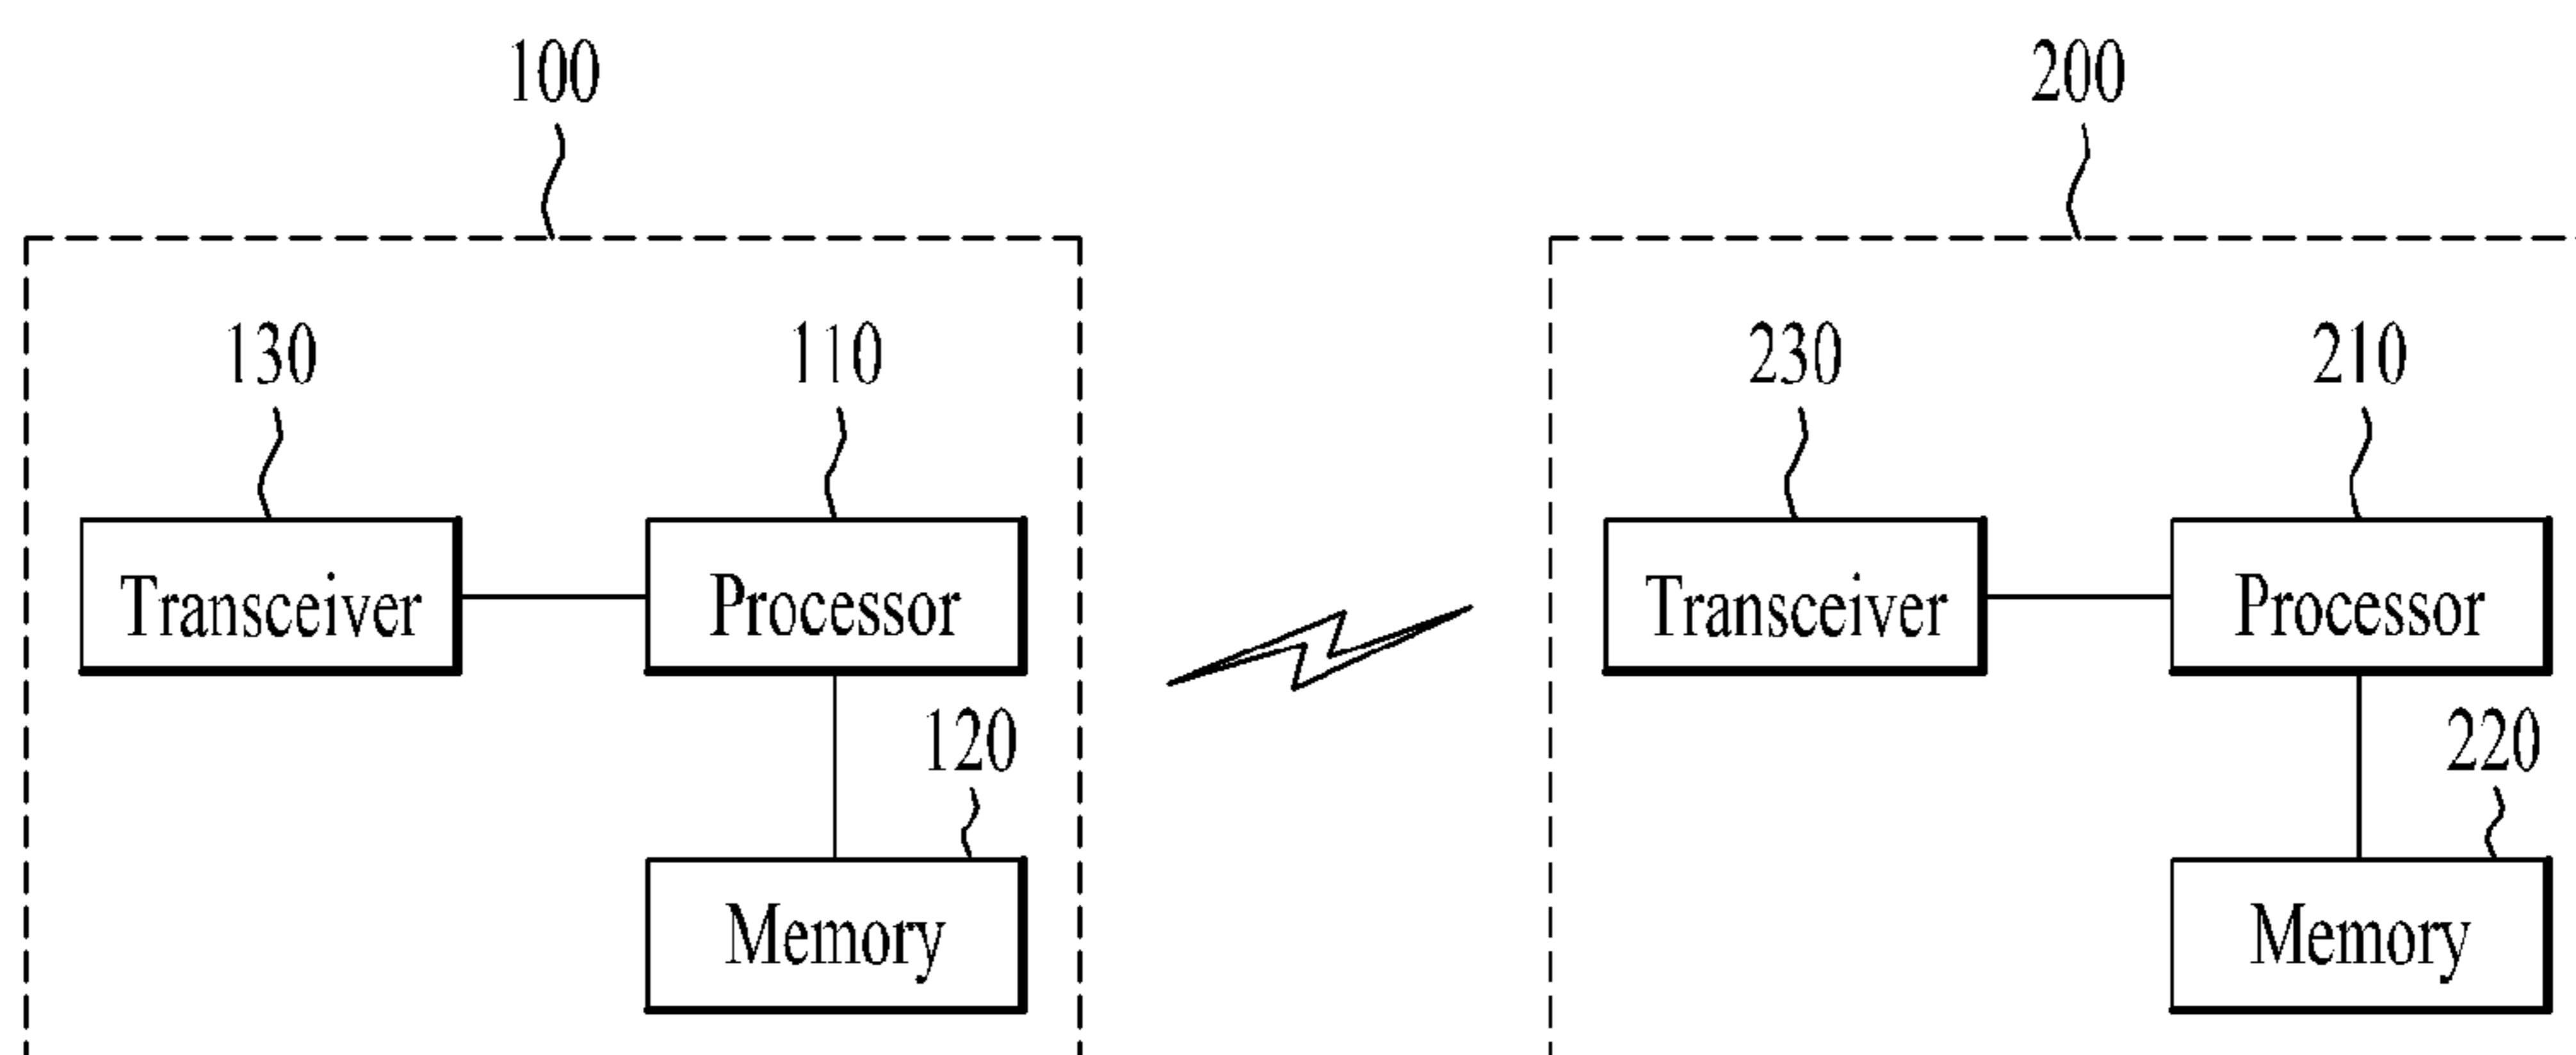 100 200
130 110 230 210
Transceiver Processor Transceiver Processor
120 220
Memory Memory